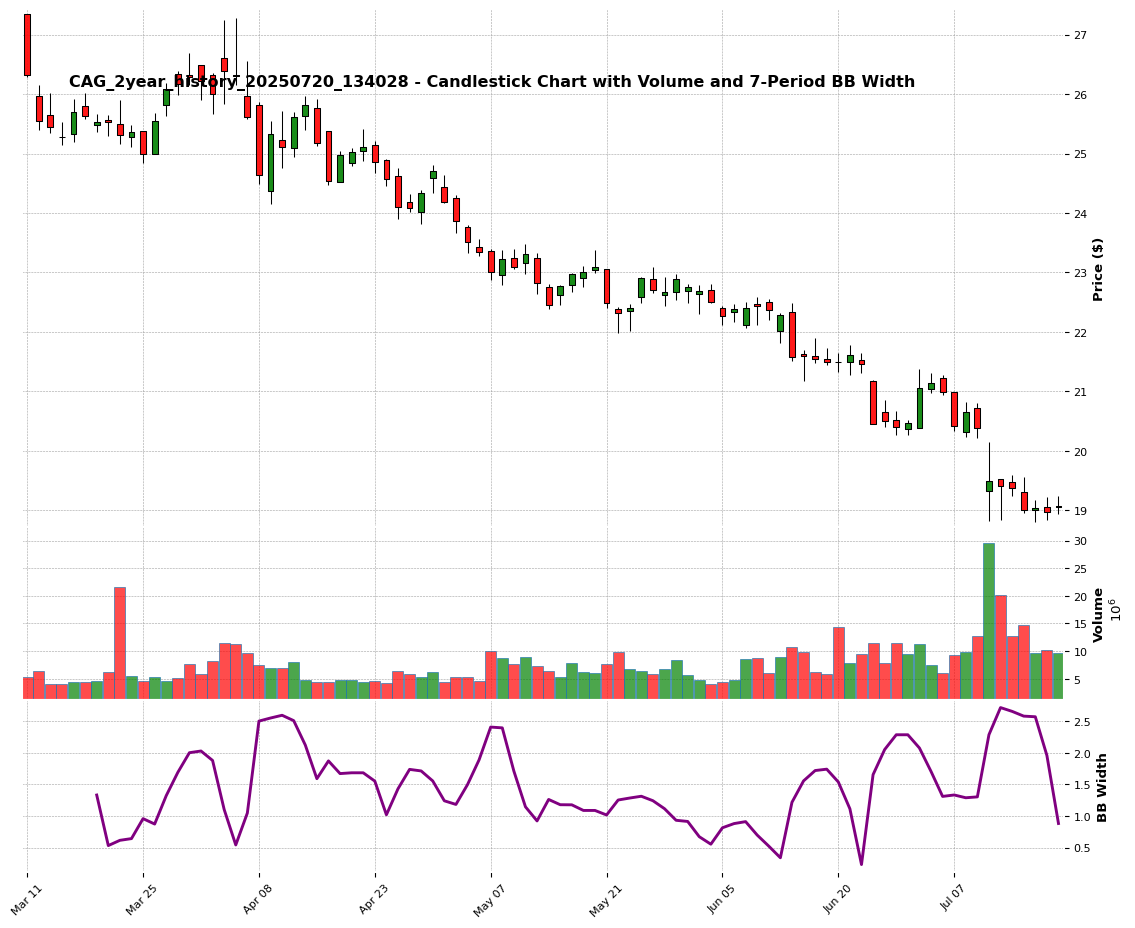 CAG_2year_history_20250720_134028 - Candlestick Chart with Volume and 7-Period BB Width
27
26
25
24
23
22
21
20
19
Price ($)
30
25
20
15
10
5
Volume
10^6
2.5
2.0
1.5
1.0
0.5
BB Width
Mar 11
Mar 25
Apr 08
Apr 23
May 07
May 21
Jun 05
Jun 20
Jul 07